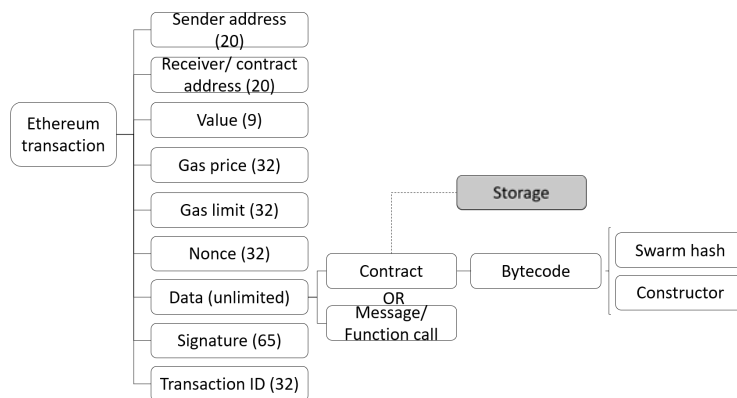 Sender address
(20)
Receiver/ contract
address (20)
Ethereum
transaction
Value (9)
Gas price (32)
Storage
Gas limit (32)
Nonce (32)
Contract
Bytecode
Swarm hash
Constructor
Data (unlimited)
OR
Message/
Function call
Signature (65)
Transaction ID (32)